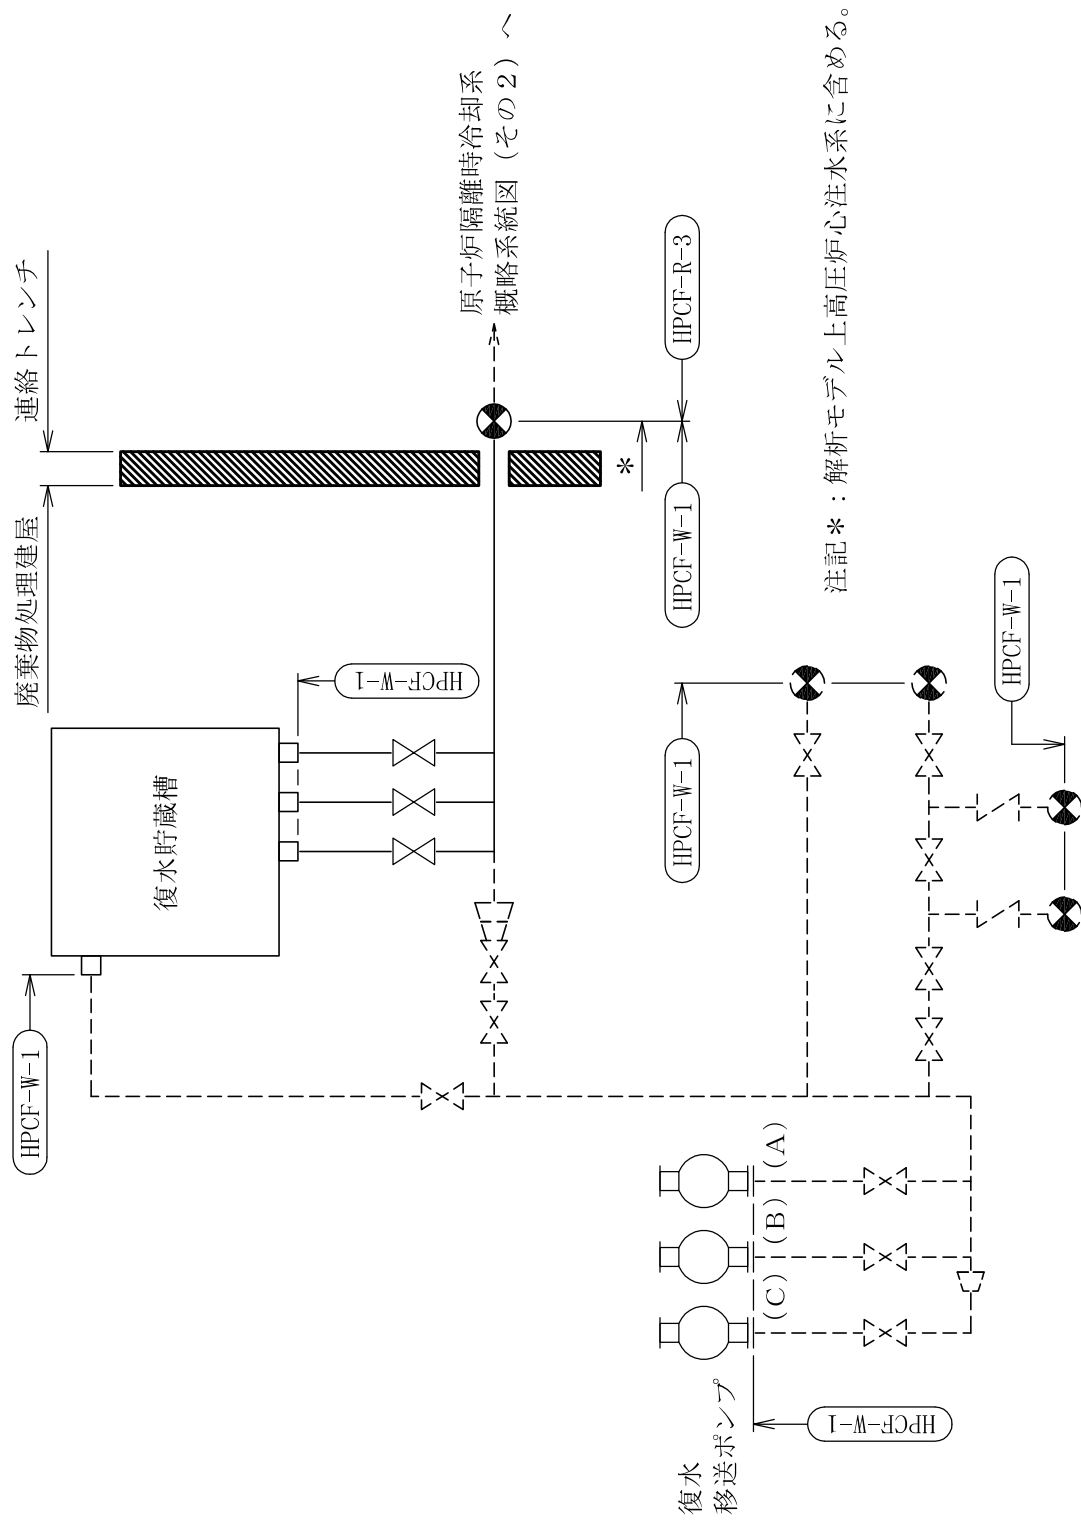 廃棄物処理建屋
連絡トレンチ
HPCF-W-1
復水貯蔵槽
HPCF-W-1
原子炉隔離時冷却系
概略系統図(その2)へ
*
HPCF-W-1
HPCF-R-3
HPCF-W-1
復水
移送ポンプ
(C)
(B)
(A)
HPCF-W-1
HPCF-W-1
注記*:解析モデル上高圧炉心注水系に含める。